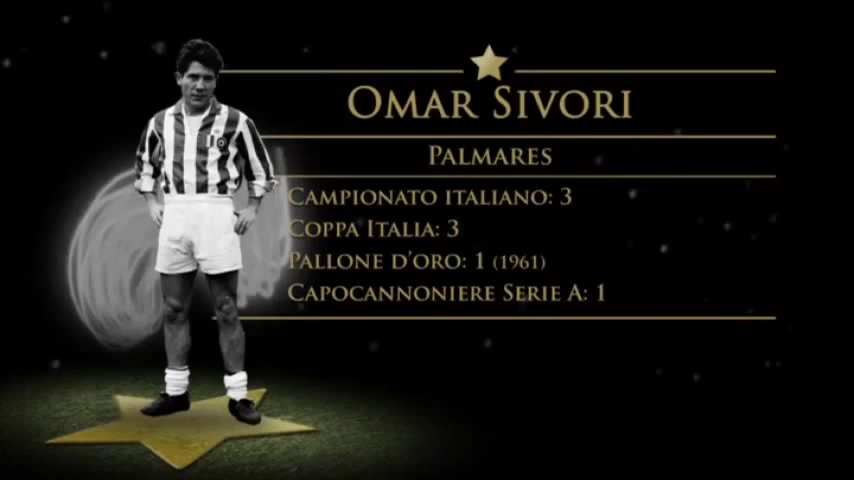 Omar Sivori
Palmares
Campionato italiano: 3
Coppa Italia: 3
Pallone d'oro: 1 (1961)
Capocannoniere Serie A: 1